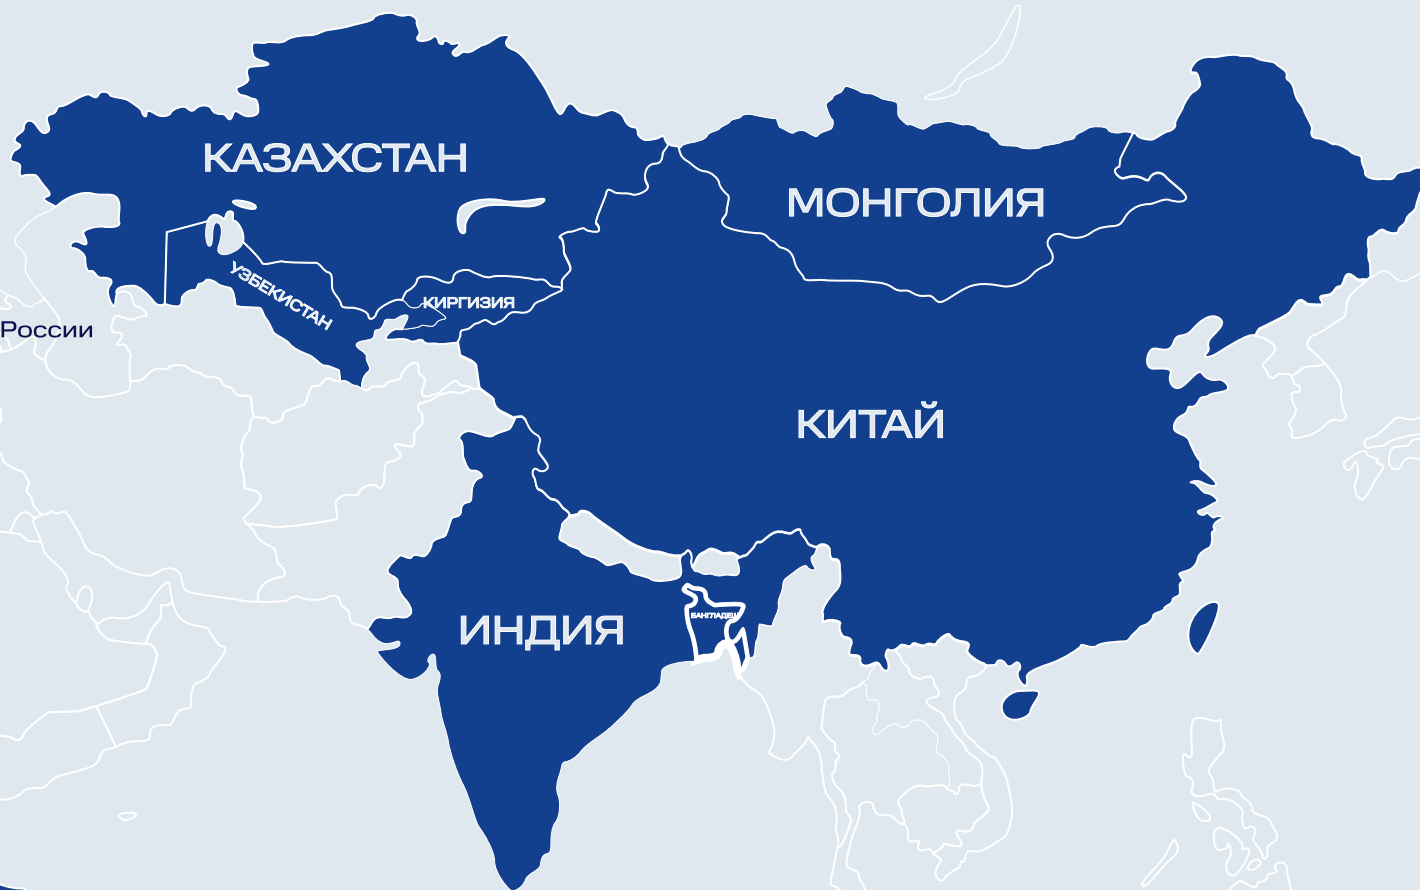 КАЗАХСТАН
МОНГОЛИЯ
УЗБЕКИСТАН
КИРГИЗИЯ
России
КИТАЙ
БАНГЛАДЕШ
ИНДИЯ